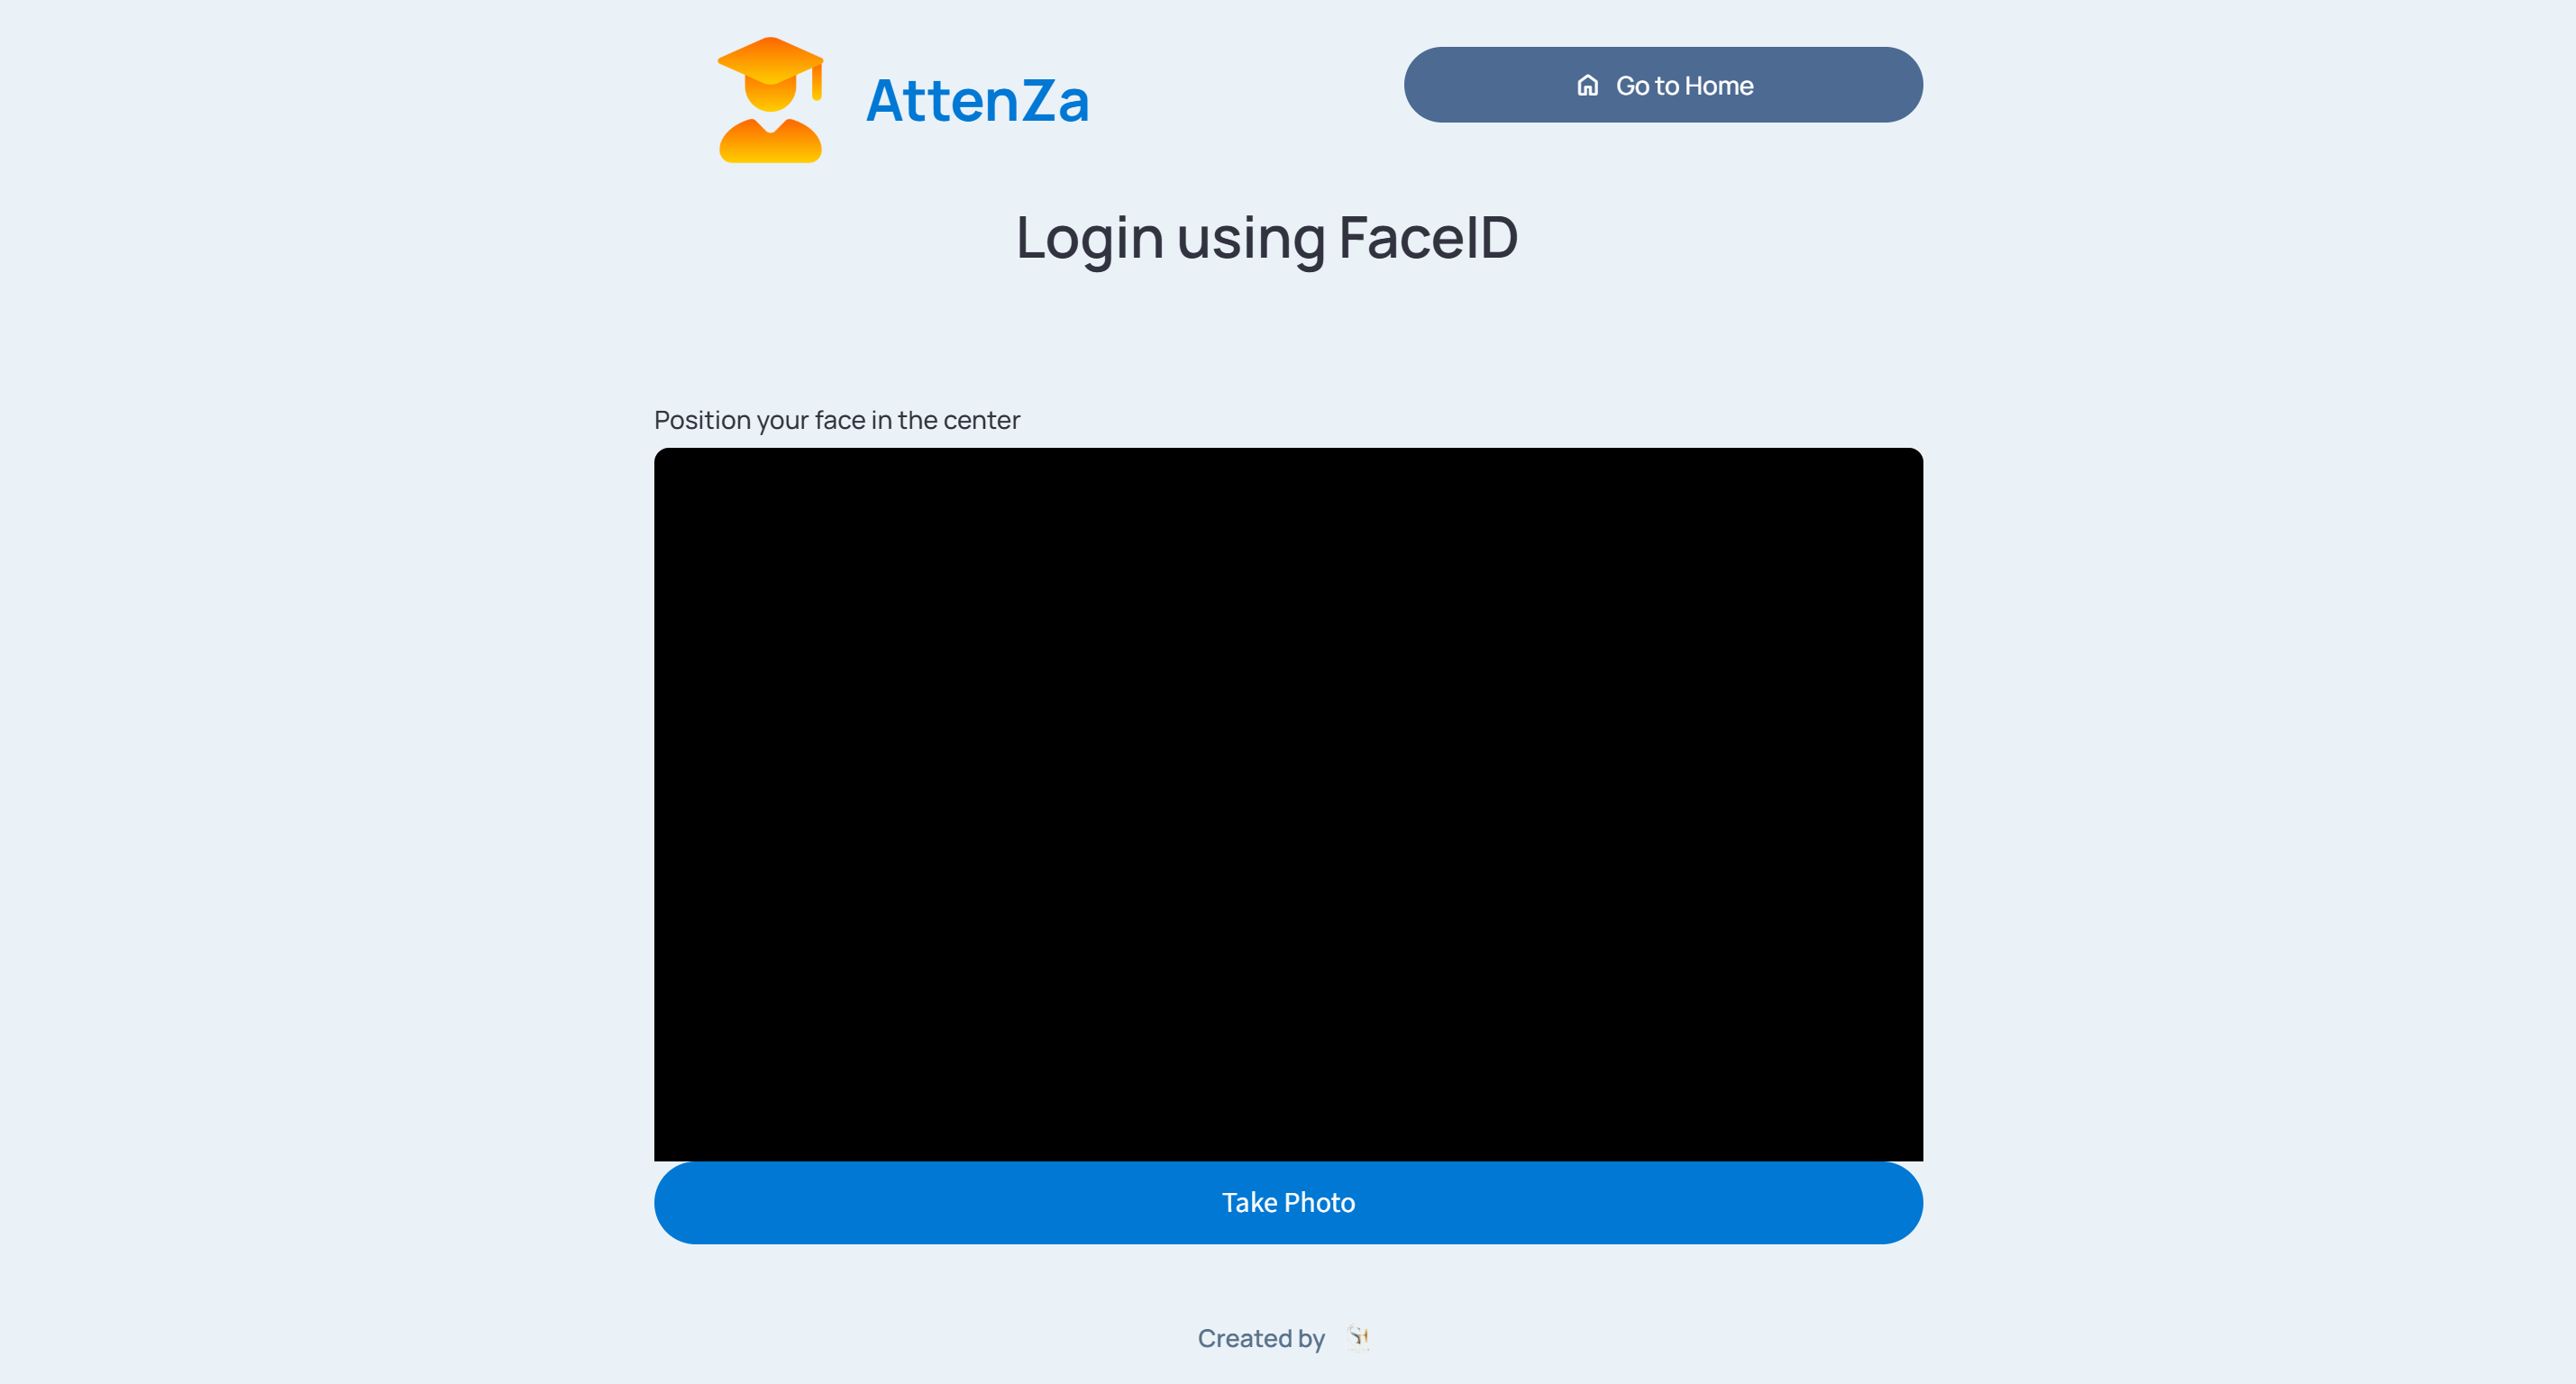 AttenZa
Go to Home
Login using FaceID
Position your face in the center
Take Photo
Created by